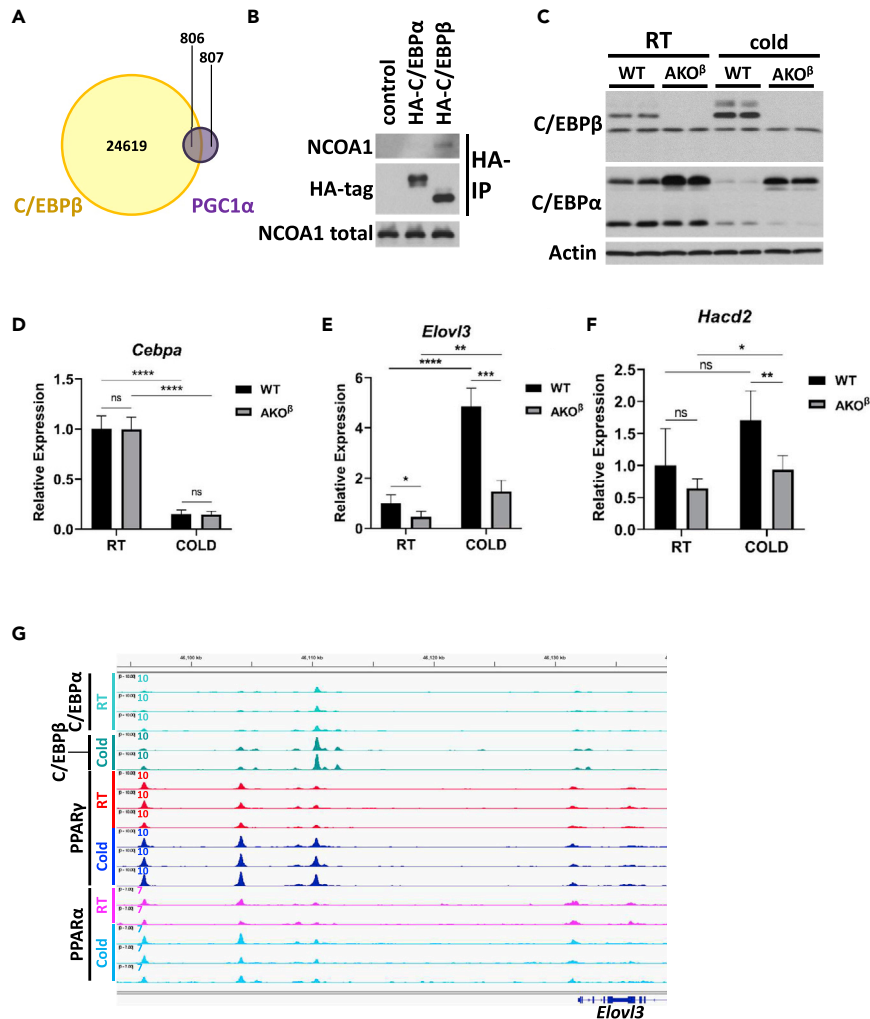 A
806
807
24619
C/EBPβ
PGC1α
B
control
HA-C/EBPα
HA-C/EBPβ
NCOA1
HA-tag
HA-
IP
NCOA1 total
C
RT cold
WT AKOβ WT AKOβ
C/EBPβ
C/EBPα
Actin
D
Cebpa
Relative Expression
1.5
1.0
0.5
0.0
****
****
ns
ns
RT COLD
WT
AKOβ
E
Elovl3
Relative Expression
6
4
2
0
**
****
***
*
RT COLD
WT
AKOβ
F
Hacd2
Relative Expression
2.5
2.0
1.5
1.0
0.5
0.0
*
ns
**
ns
RT COLD
WT
AKOβ
G
C/EBPα
RT
10
10
10
C/EBPβ
Cold
10
10
PPARγ
RT
10
10
10
Cold
10
10
10
PPARα
RT
7
7
Cold
7
7
7
Elovl3